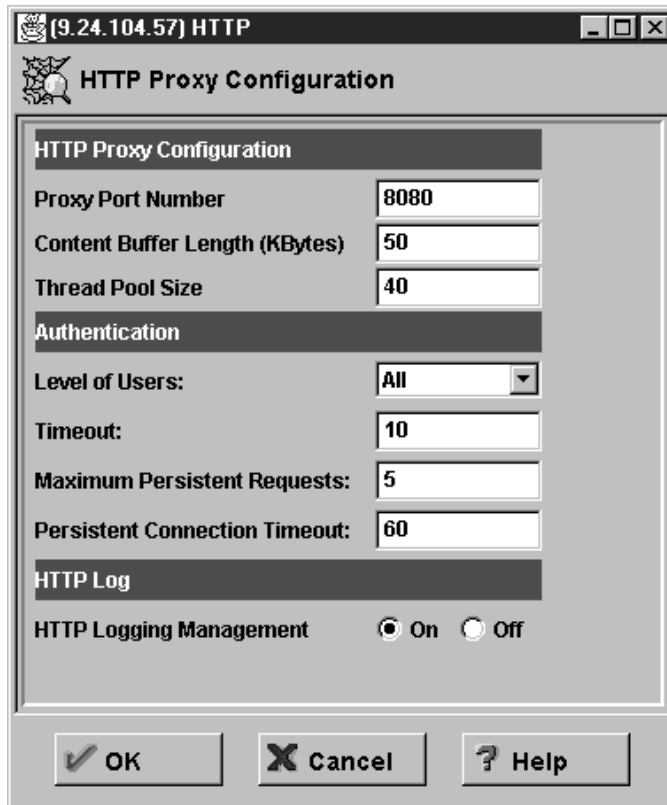 (9.24.104.57) HTTP
HTTP Proxy Configuration
HTTP Proxy Configuration
Proxy Port Number 8080
Content Buffer Length (KBytes) 50
Thread Pool Size 40
Authentication
Level of Users: All
Timeout: 10
Maximum Persistent Requests: 5
Persistent Connection Timeout: 60
HTTP Log
HTTP Logging Management On Off
OK Cancel ? Help